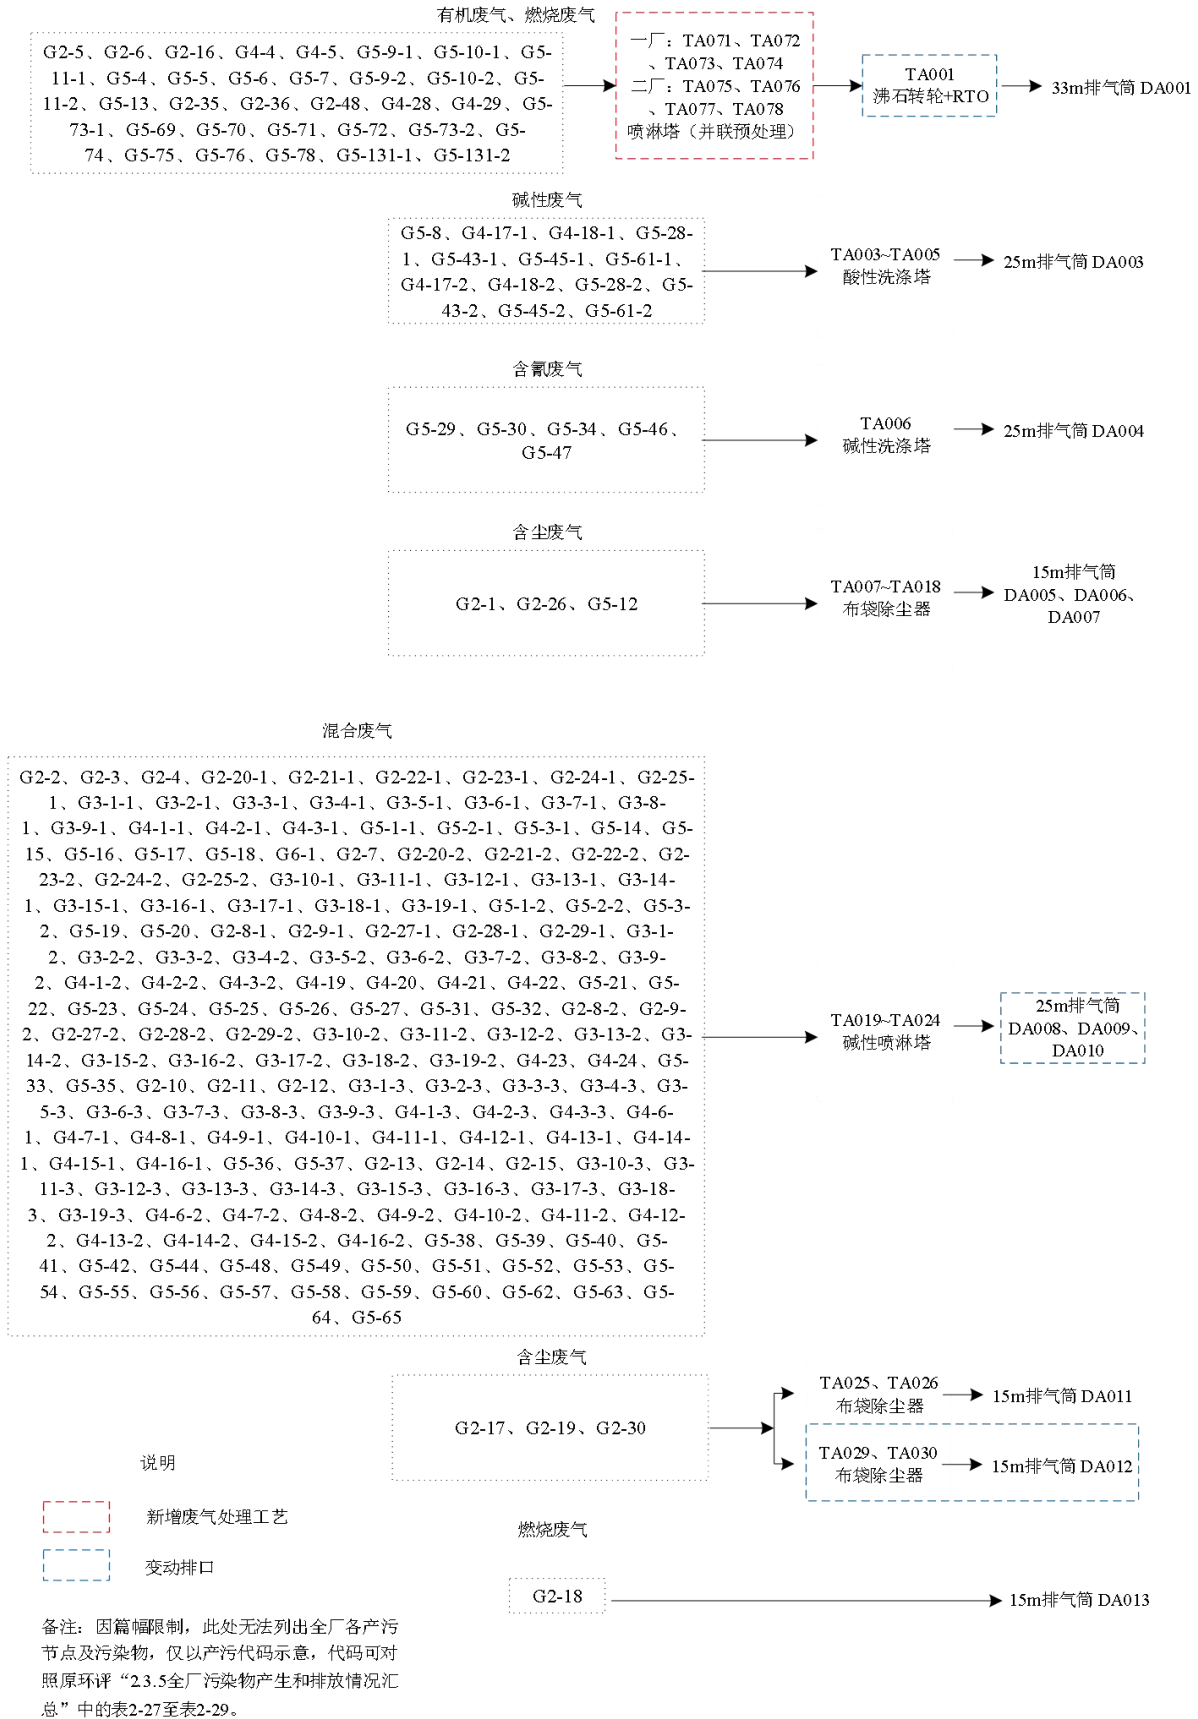 有机废气、燃烧废气
G2-5、G2-6、G2-16、G4-4、G4-5、G5-9-1、G5-10-1、G5-
11-1、G5-4、G5-5、G5-6、G5-7、G5-9-2、G5-10-2、G5-
11-2、G5-13、G2-35、G2-36、G2-48、G4-28、G4-29、G5-
73-1、G5-69、G5-70、G5-71、G5-72、G5-73-2、G5-
74、G5-75、G5-76、G5-78、G5-131-1、G5-131-2
一厂：TA071、TA072
、TA073、TA074
二厂：TA075、TA076
、TA077、TA078
喷淋塔（并联预处理）
TA001
沸石转轮+RTO
33m排气筒 DA001
碱性废气
G5-8、G4-17-1、G4-18-1、G5-28-
1、G5-43-1、G5-45-1、G5-61-1、
G4-17-2、G4-18-2、G5-28-2、G5-
43-2、G5-45-2、G5-61-2
TA003~TA005
酸性洗涤塔
25m排气筒 DA003
含氰废气
G5-29、G5-30、G5-34、G5-46、
G5-47
TA006
碱性洗涤塔
25m排气筒 DA004
含尘废气
G2-1、G2-26、G5-12
TA007~TA018
布袋除尘器
15m排气筒
DA005、DA006、
DA007
混合废气
G2-2、G2-3、G2-4、G2-20-1、G2-21-1、G2-22-1、G2-23-1、G2-24-1、G2-25-
1、G3-1-1、G3-2-1、G3-3-1、G3-4-1、G3-5-1、G3-6-1、G3-7-1、G3-8-
1、G3-9-1、G4-1-1、G4-2-1、G4-3-1、G5-1-1、G5-2-1、G5-3-1、G5-14、G5-
15、G5-16、G5-17、G5-18、G6-1、G2-7、G2-20-2、G2-21-2、G2-22-2、G2-
23-2、G2-24-2、G2-25-2、G3-10-1、G3-11-1、G3-12-1、G3-13-1、G3-14-
1、G3-15-1、G3-16-1、G3-17-1、G3-18-1、G3-19-1、G5-1-2、G5-2-2、G5-3-
2、G5-19、G5-20、G2-8-1、G2-9-1、G2-27-1、G2-28-1、G2-29-1、G3-1-
2、G3-2-2、G3-3-2、G3-4-2、G3-5-2、G3-6-2、G3-7-2、G3-8-2、G3-9-
2、G4-1-2、G4-2-2、G4-3-2、G4-19、G4-20、G4-21、G4-22、G5-21、G5-
22、G5-23、G5-24、G5-25、G5-26、G5-27、G5-31、G5-32、G2-8-2、G2-9-
2、G2-27-2、G2-28-2、G2-29-2、G3-10-2、G3-11-2、G3-12-2、G3-13-2、G3-
14-2、G3-15-2、G3-16-2、G3-17-2、G3-18-2、G3-19-2、G4-23、G4-24、G5-
33、G5-35、G2-10、G2-11、G2-12、G3-1-3、G3-2-3、G3-3-3、G3-4-3、G3-
5-3、G3-6-3、G3-7-3、G3-8-3、G3-9-3、G4-1-3、G4-2-3、G4-3-3、G4-6-
1、G4-7-1、G4-8-1、G4-9-1、G4-10-1、G4-11-1、G4-12-1、G4-13-1、G4-14-
1、G4-15-1、G4-16-1、G5-36、G5-37、G2-13、G2-14、G2-15、G3-10-3、G3-
11-3、G3-12-3、G3-13-3、G3-14-3、G3-15-3、G3-16-3、G3-17-3、G3-18-
3、G3-19-3、G4-6-2、G4-7-2、G4-8-2、G4-9-2、G4-10-2、G4-11-2、G4-12-
2、G4-13-2、G4-14-2、G4-15-2、G4-16-2、G5-38、G5-39、G5-40、G5-
41、G5-42、G5-44、G5-48、G5-49、G5-50、G5-51、G5-52、G5-53、G5-
54、G5-55、G5-56、G5-57、G5-58、G5-59、G5-60、G5-62、G5-63、G5-
64、G5-65
TA019~TA024
碱性喷淋塔
25m排气筒
DA008、DA009、
DA010
含尘废气
G2-17、G2-19、G2-30
TA025、TA026
布袋除尘器
15m排气筒 DA011
TA029、TA030
布袋除尘器
15m排气筒 DA012
说明
新增废气处理工艺
变动排口
燃烧废气
G2-18
15m排气筒 DA013
备注：因篇幅限制，此处无法列出全厂各产污
节点及污染物，仅以产污代码示意，代码可对
照原环评“2.3.5全厂污染物产生和排放情况汇
总”中的表2-27至表2-29。